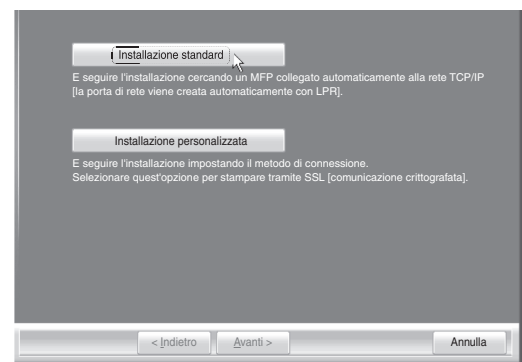 Installazione standard
E seguire l'installazione cercando un MFP collegato automaticamente alla rete TCP/IP
[la porta di rete viene creata automaticamente con LPR].
Installazione personalizzata
E seguire l'installazione impostando il metodo di connessione.
Selezionare quest'opzione per stampare tramite SSL [comunicazione crittografata].
< Indietro
Avanti >
Annulla